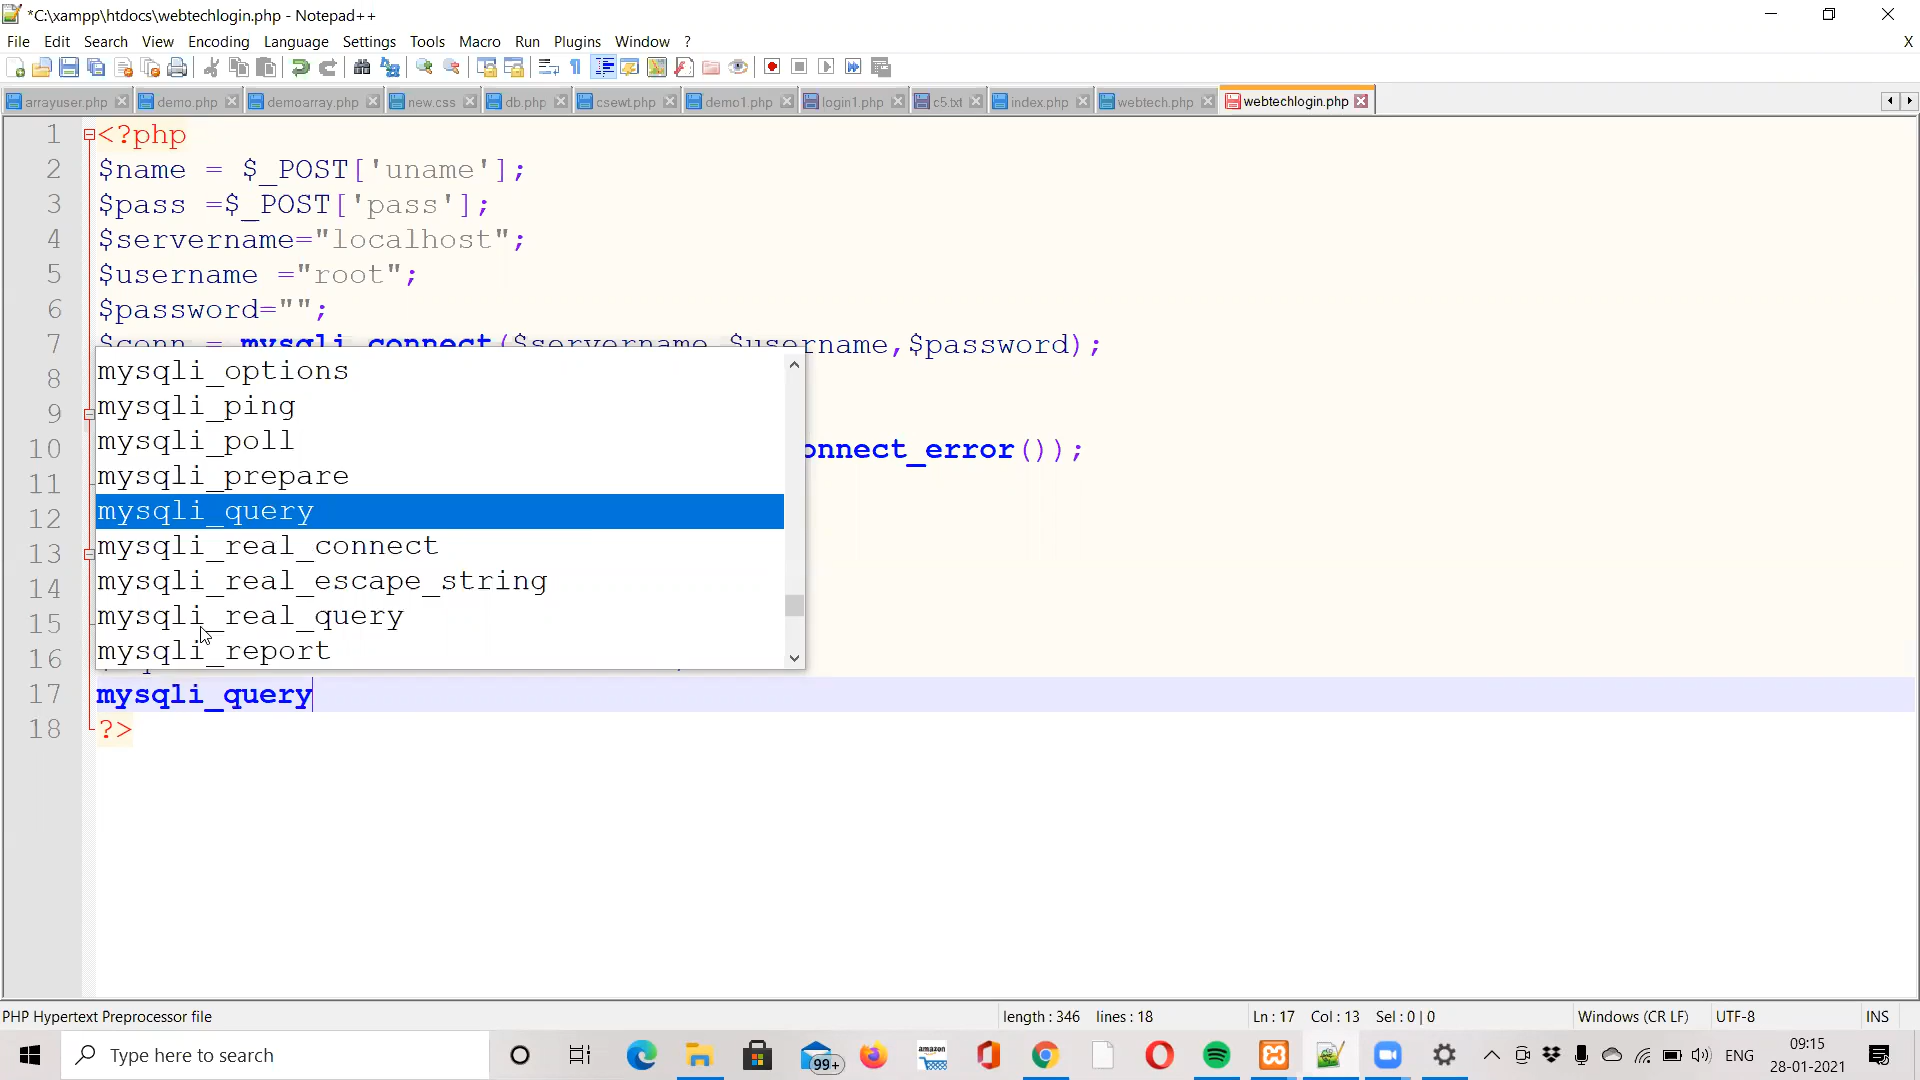 *C:\xampp\htdocs\webtechlogin.php - Notepad++
File Edit Search View Encoding Language Settings Tools Macro Run Plugins Window ? X
arrayuser.php demo.php demoarray.php new.css db.php csewt.php demo1.php login1.php c5.txt index.php webtech.php webtechlogin.php
1 <?php
2 $name = $_POST['uname'];
3 $pass =$_POST['pass'];
4 $servername="localhost";
5 $username ="root";
6 $password="";
7 $conn = mysqli_connect($servername,$username,$password);
8 mysqli_options
9 mysqli_ping
10 mysqli_poll onnect_error());
11 mysqli_prepare
12 mysqli_query
13 mysqli_real_connect
14 mysqli_real_escape_string
15 mysqli_real_query
16 mysqli_report
17 mysqli_query
18 ?>
PHP Hypertext Preprocessor file length : 346 lines : 18 Ln : 17 Col : 13 Sel : 0 | 0 Windows (CR LF) UTF-8 INS
Type here to search
99+
amazon
ENG
09:15
28-01-2021